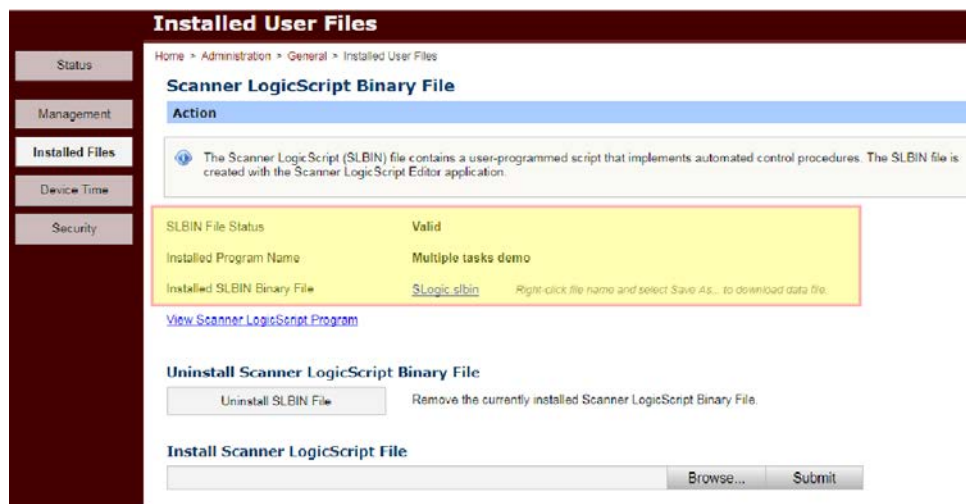 Installed User Files
Home > Administration > General > Installed User Files
Status
Management
Installed Files
Device Time
Security
Scanner LogicScript Binary File
Action
The Scanner LogicScript (SLBIN) file contains a user-programmed script that implements automated control procedures. The SLBIN file is
created with the Scanner LogicScript Editor application.
SLBIN File Status Valid
Installed Program Name Multiple tasks demo
Installed SLBIN Binary File SLogic.slbin Right-click file name and select Save As... to download data file.
View Scanner LogicScript Program
Uninstall Scanner LogicScript Binary File
Uninstall SLBIN File Remove the currently installed Scanner LogicScript Binary File.
Install Scanner LogicScript File
Browse... Submit